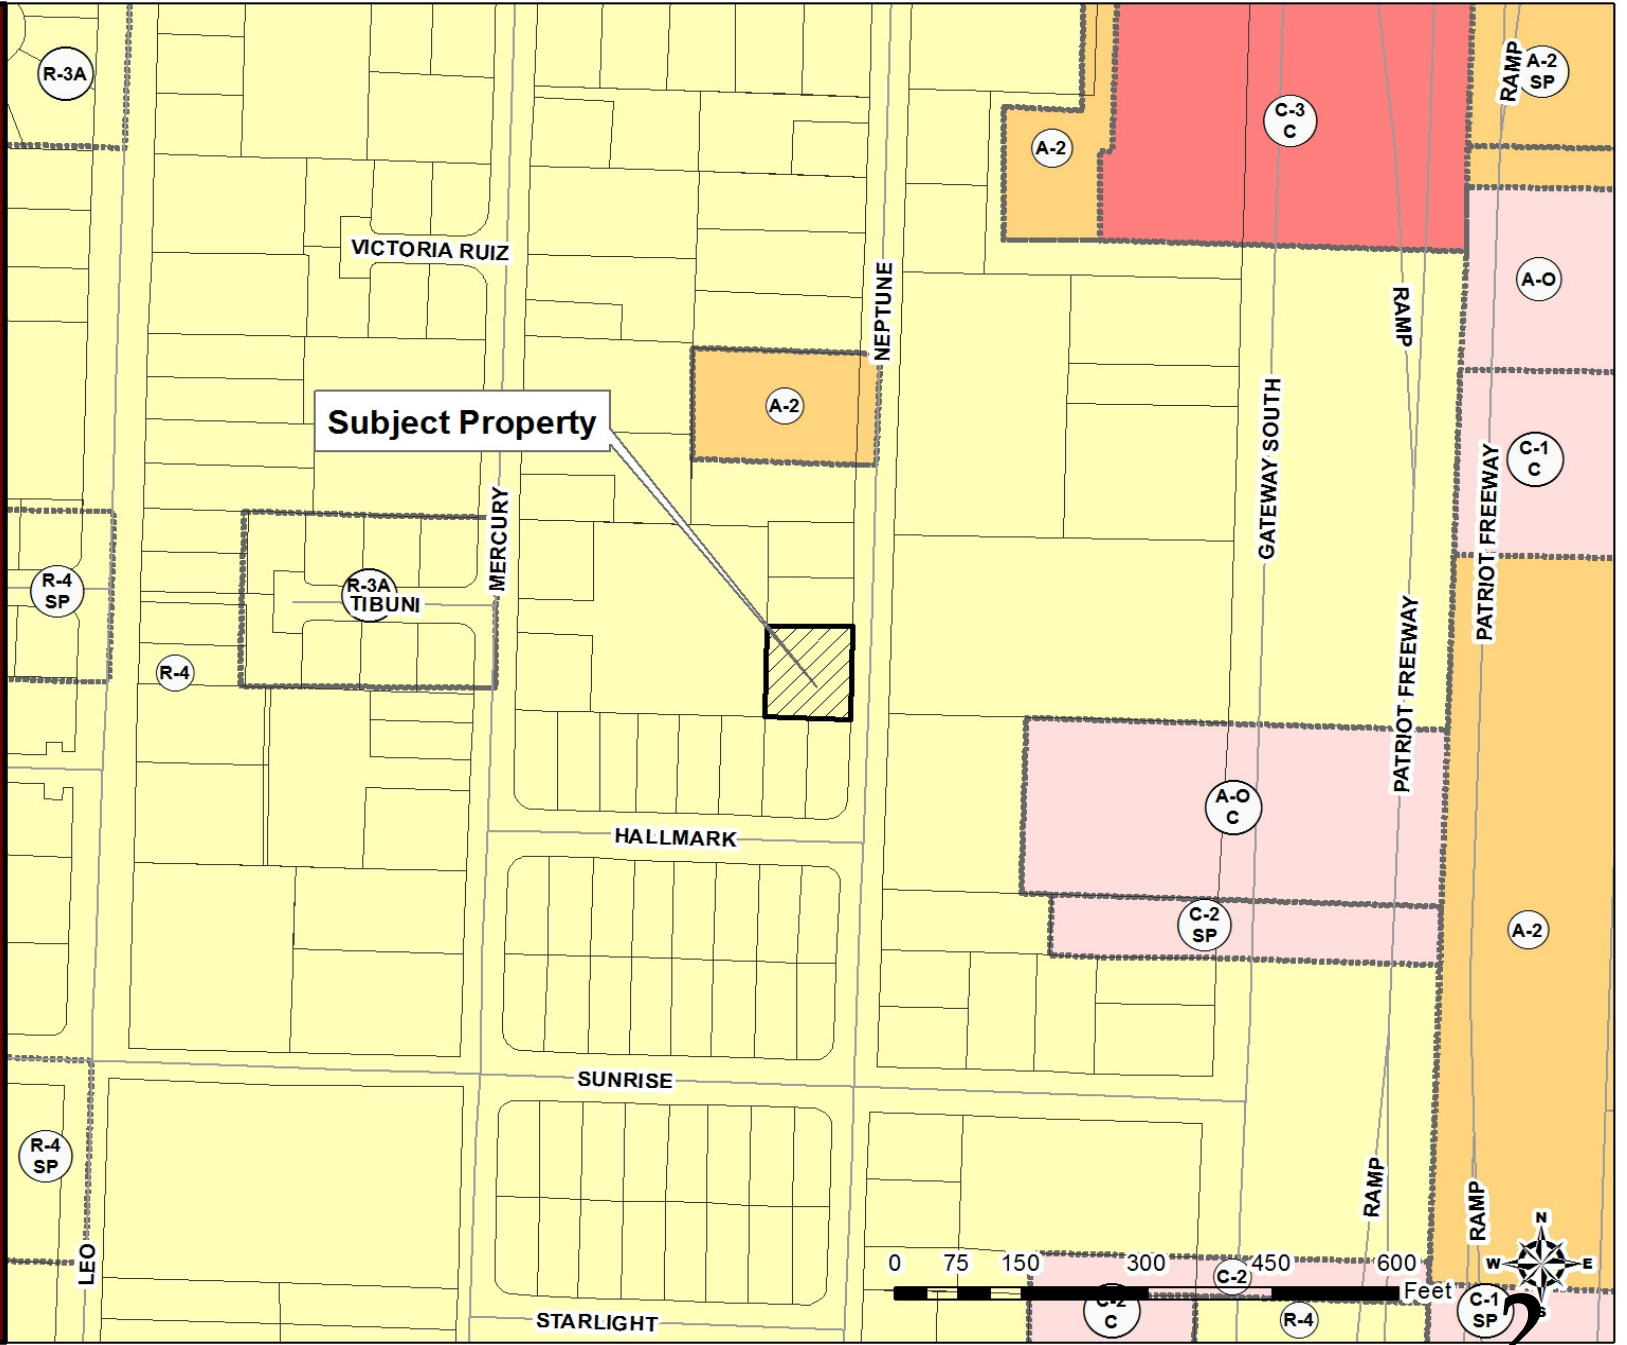 R-3A
C-3
C
RAMP
A-2
SP
A-2
VICTORIA RUIZ
NEPTUNE
RAMP
A-O
Subject Property
A-2
GATEWAY SOUTH
PATRIOT FREEWAY
C-1
C
MERCURY
R-4
SP
R-3A
TIBUNI
R-4
PATRIOT FREEWAY
A-O
C
HALLMARK
C-2
SP
A-2
SUNRISE
R-4
SP
RAMP
RAMP
LEO
N
W
E
S
0 75 150 300 450 600
Feet
C-2
C-2
C
R-4
C-1
SP
2
STARLIGHT